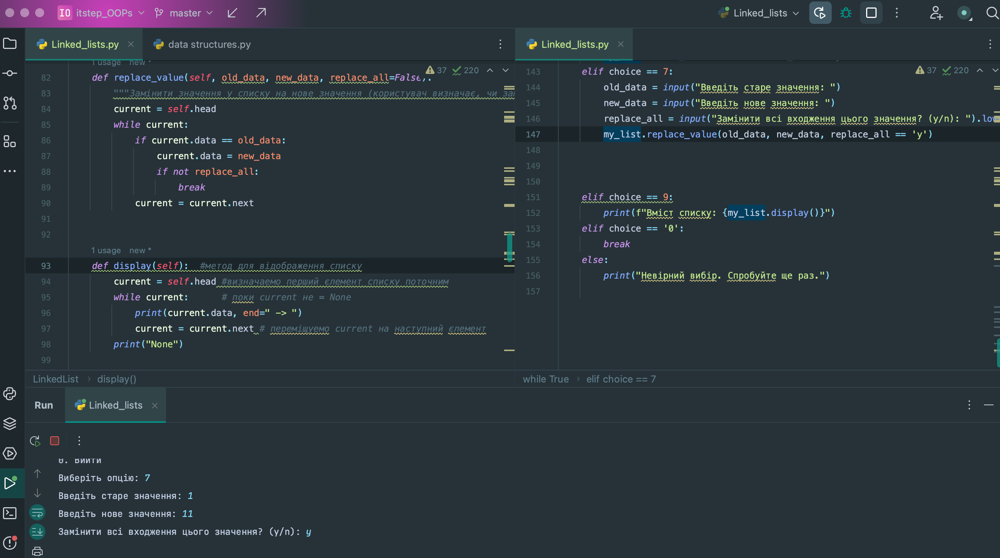 IO itstep_OOPs master Linked_lists
Linked_lists.py data structures.py
1 usage new *
37 220
82 def replace_value(self, old_data, new_data, replace_all=False):
83 """Замінити значення у списку на нове значення (користувач визначає, чи
84 current = self.head
85 while current:
86 if current.data == old_data:
87 current.data = new_data
88 if not replace_all:
89 break
90 current = current.next
91
92
1 usage new *
93 def display(self): #метод для відображення списку
94 current = self.head #визначаемо перший єлемент списку поточним
95 while current: # поки current не = None
96 print(current.data, end=" -> ")
97 current = current.next # переміщуемо current на наступний єлемент
98 print("None")
99
LinkedList › display()
Linked_lists.py
37 220
143 elif choice == 7:
144 old_data = input("Введіть старе значення: ")
145 new_data = input("Введіть нове значення: ")
146 replace_all = input("Замінити всі входження цього значення? (y/n): ").low
147 my_list.replace_value(old_data, new_data, replace_all == 'y')
148
149
150
151 elif choice == 9:
152 print(f"Вміст списку: {my_list.display()}")
153 elif choice == '0':
154 break
155 else:
156 print("Невірний вибір. Спробуйте ще раз.")
157
while True › elif choice == 7
Run Linked_lists
0. Вийти
Виберіть опцію: 7
Введіть старе значення: 1
Введіть нове значення: 11
Замінити всі входження цього значення? (y/n): y